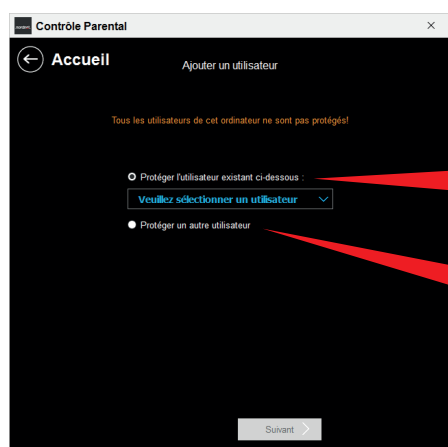 Contrôle Parental
Accueil
Ajouter un utilisateur
Tous les utilisateurs de cet ordinateur ne sont pas protégés!
Protéger l'utilisateur existant ci-dessous :
Veuillez sélectionner un utilisateur
Protéger un autre utilisateur
Suivant